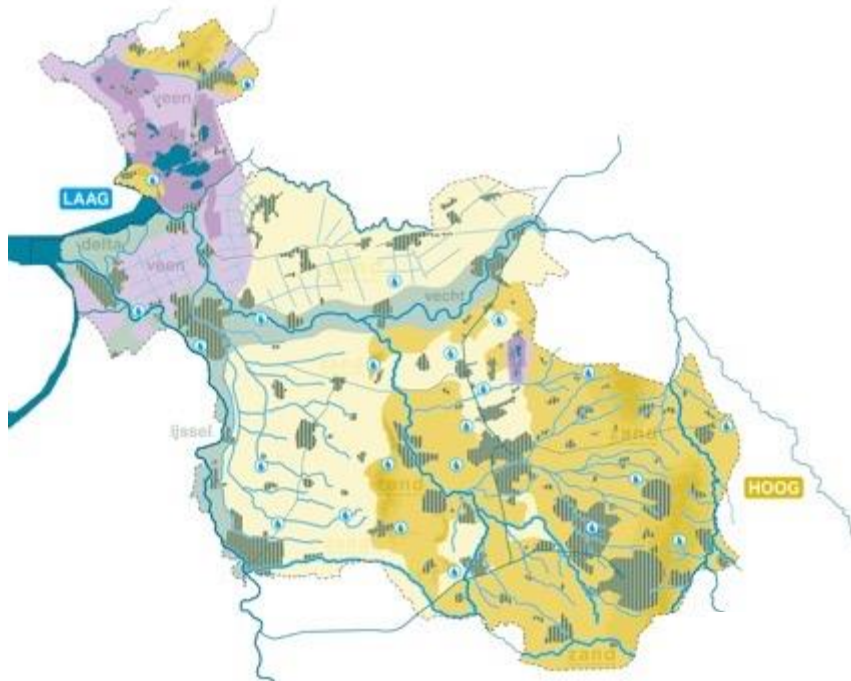 veen
LAAG
delta
veen
vecht
ijssel
zand
zand
HOOG
zand